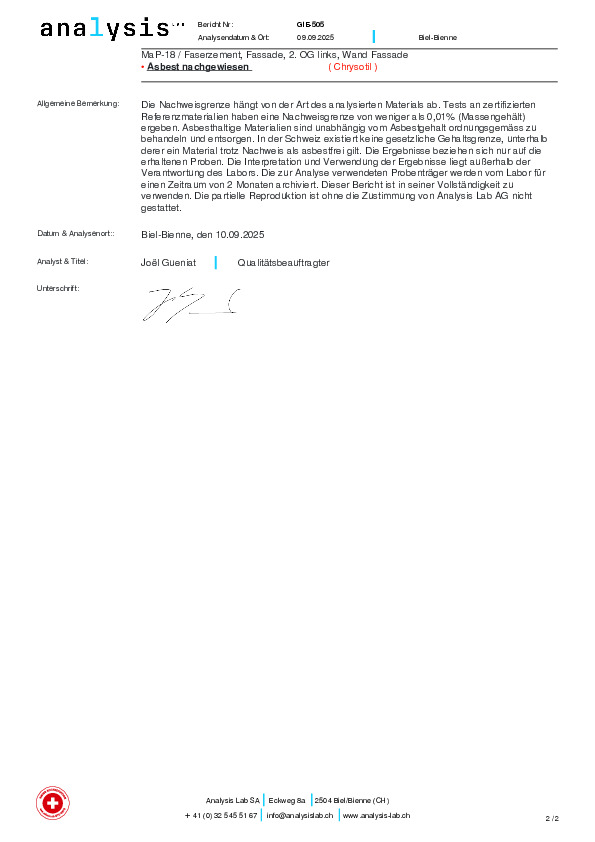 analysis
Bericht Nr: GIE-505
Analysendatum & Ort: 09.09.2025 Biel-Bienne
MaP-18 / Faserzement, Fassade, 2. OG links, Wand Fassade
• Asbest nachgewiesen ( Chrysotil )
Allgemeine Bemerkung: Die Nachweisgrenze hängt von der Art des analysierten Materials ab. Tests an zertifizierten
Referenzmaterialien haben eine Nachweisgrenze von weniger als 0,01% (Massengehält)
ergeben. Asbesthaltige Materialien sind unabhängig vom Asbestgehalt ordnungsgemäss zu
behandeln und entsorgen. In der Schweiz existiert keine gesetzliche Gehaltsgrenze, unterhalb
derer ein Material trotz Nachweis als asbestfrei gilt. Die Ergebnisse beziehen sich nur auf die
erhaltenen Proben. Die Interpretation und Verwendung der Ergebnisse liegt außerhalb der
Verantwortung des Labors. Die zur Analyse verwendeten Probenträger werden vom Labor für
einen Zeitraum von 2 Monaten archiviert. Dieser Bericht ist in seiner Vollständigkeit zu
verwenden. Die partielle Reproduktion ist ohne die Zustimmung von Analysis Lab AG nicht
gestattet.
Datum & Analysenort:: Biel-Bienne, den 10.09.2025
Analyst & Titel: Joël Gueniat Qualitätsbeauftragter
Unterschrift:
Analysis Lab SA Eckweg 8a 2504 Biel/Bienne (CH)
+ 41 (0) 32 545 51 67 info@analysislab.ch www.analysis-lab.ch
2 / 2